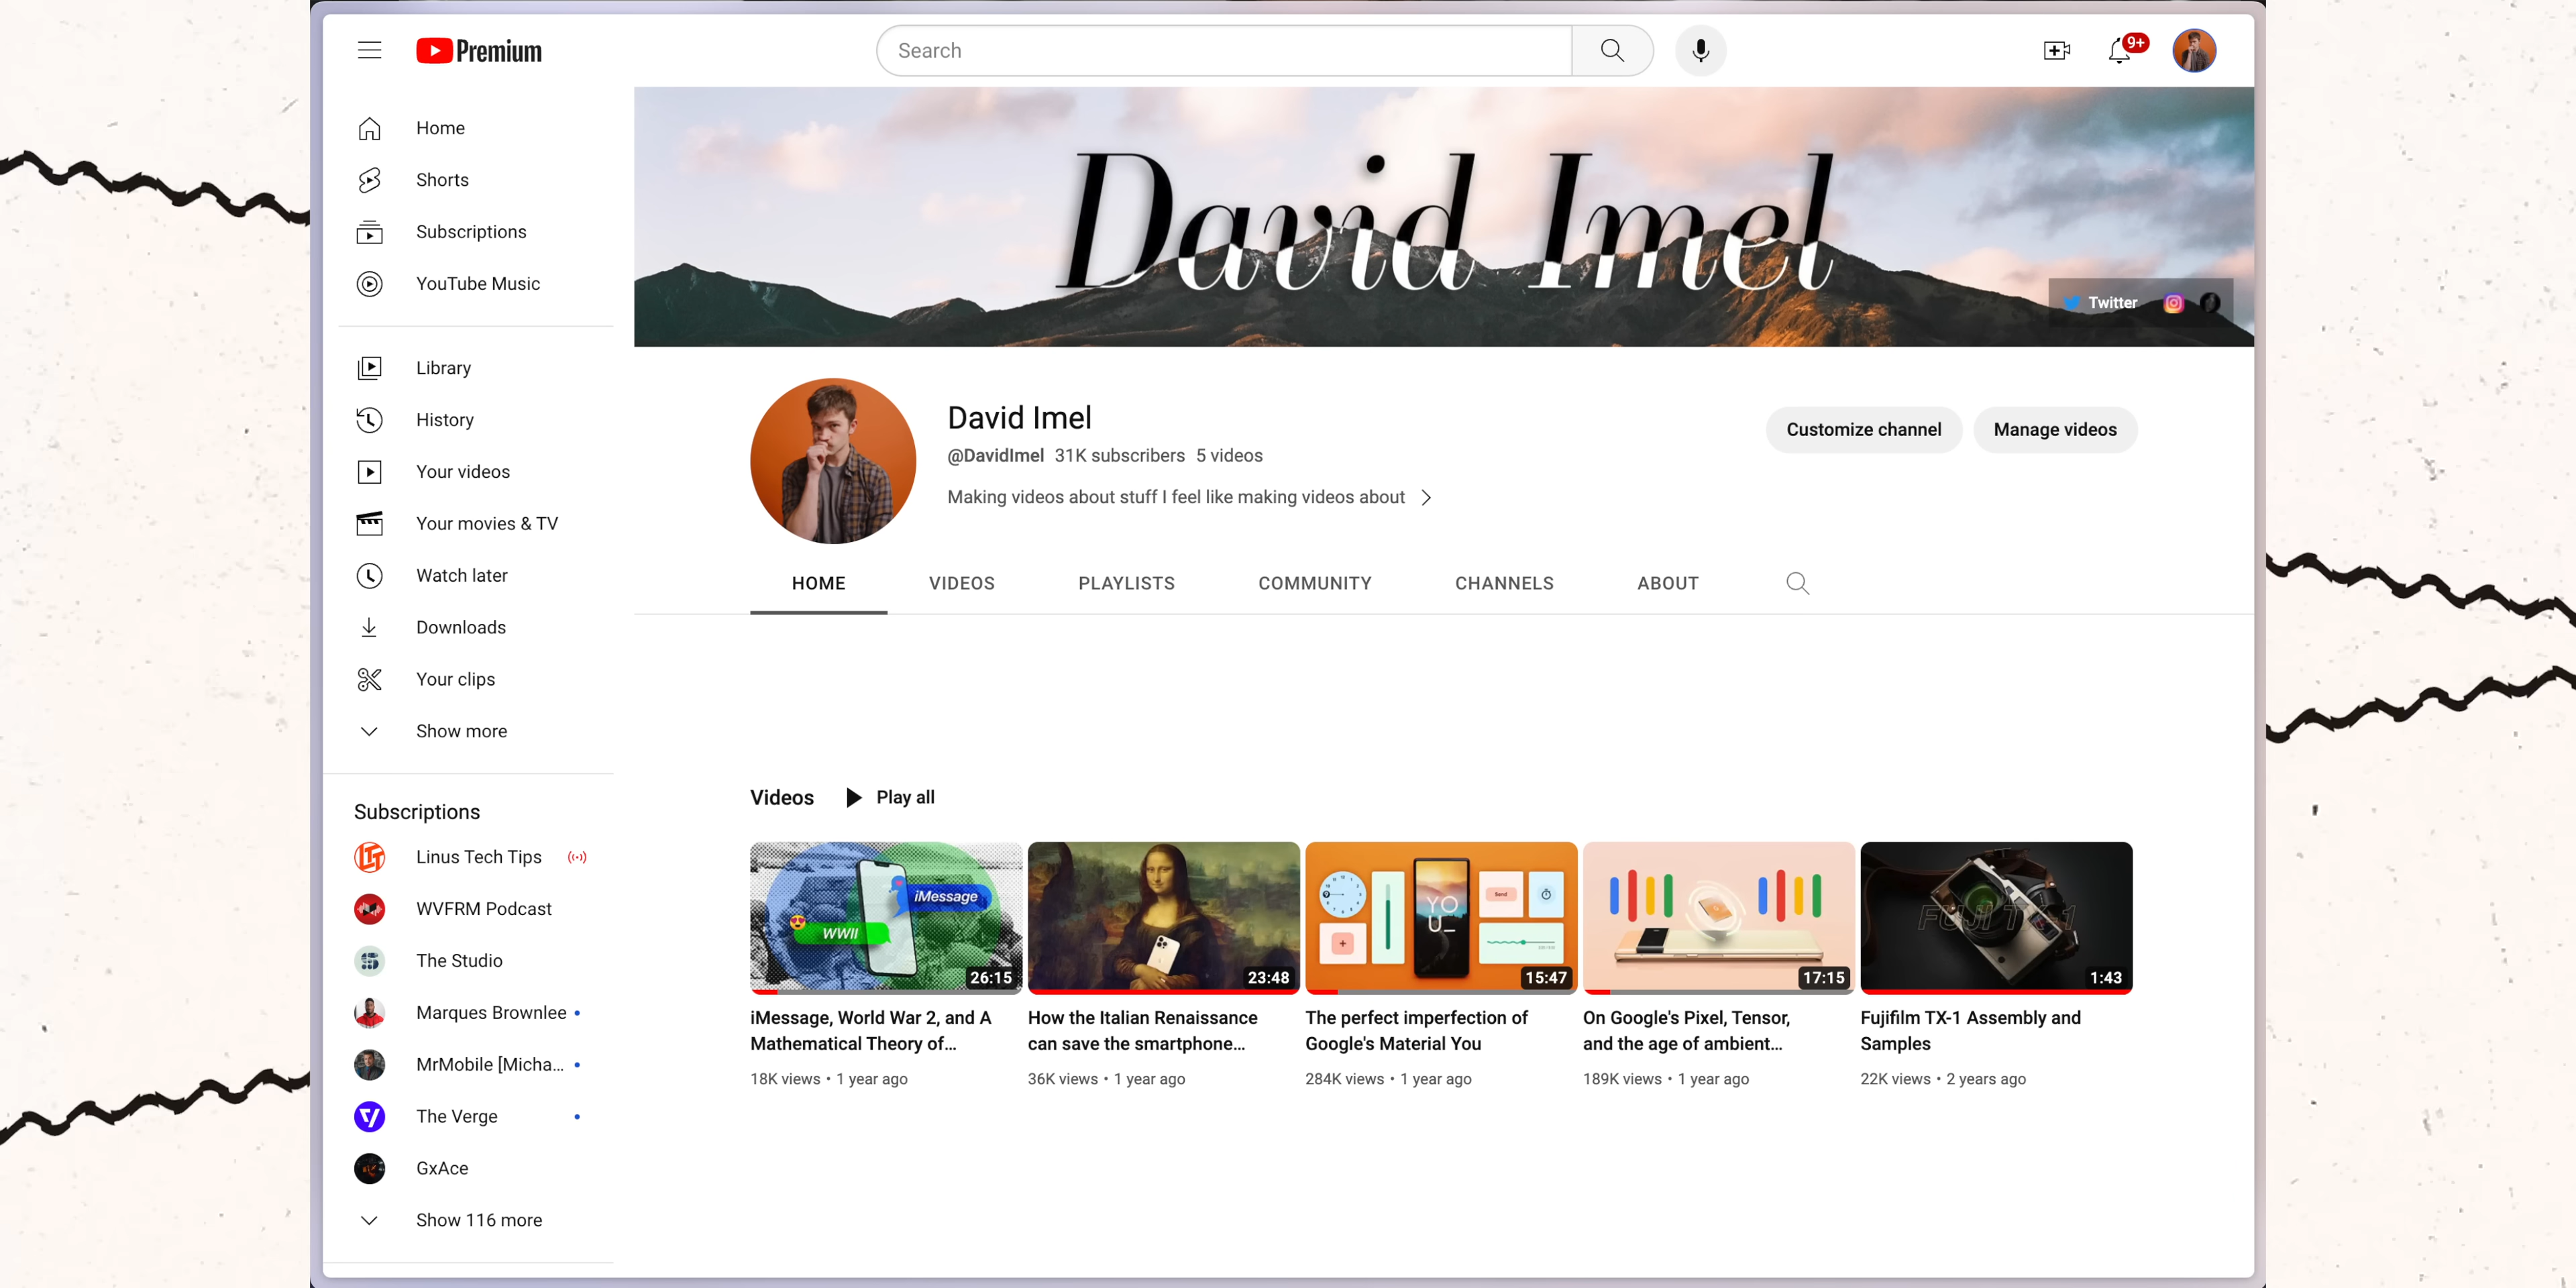 Premium
Search
9+
Home
Shorts
Subscriptions
YouTube Music
Library
History
Your videos
Your movies & TV
Watch later
Downloads
Your clips
Show more
Subscriptions
Linus Tech Tips
WVFRM Podcast
The Studio
Marques Brownlee
MrMobile [Micha...
The Verge
GxAce
Show 116 more
David Imel
Twitter
David Imel
@DavidImel 31K subscribers 5 videos
Making videos about stuff I feel like making videos about
Customize channel
Manage videos
HOME VIDEOS PLAYLISTS COMMUNITY CHANNELS ABOUT
Videos Play all
iMessage
WWII
26:15
iMessage, World War 2, and A
Mathematical Theory of...
18K views • 1 year ago
23:48
How the Italian Renaissance
can save the smartphone...
36K views • 1 year ago
YO
U_
Send
15:47
The perfect imperfection of
Google's Material You
284K views • 1 year ago
17:15
On Google's Pixel, Tensor,
and the age of ambient...
189K views • 1 year ago
FUJI TX-1
1:43
Fujifilm TX-1 Assembly and
Samples
22K views • 2 years ago